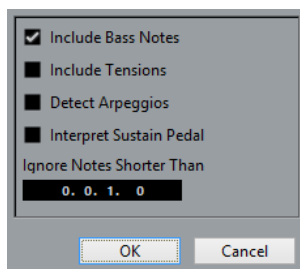 Include Bass Notes
Include Tensions
Detect Arpeggios
Interpret Sustain Pedal
Ignore Notes Shorter Than
0. 0. 1. 0
OK Cancel